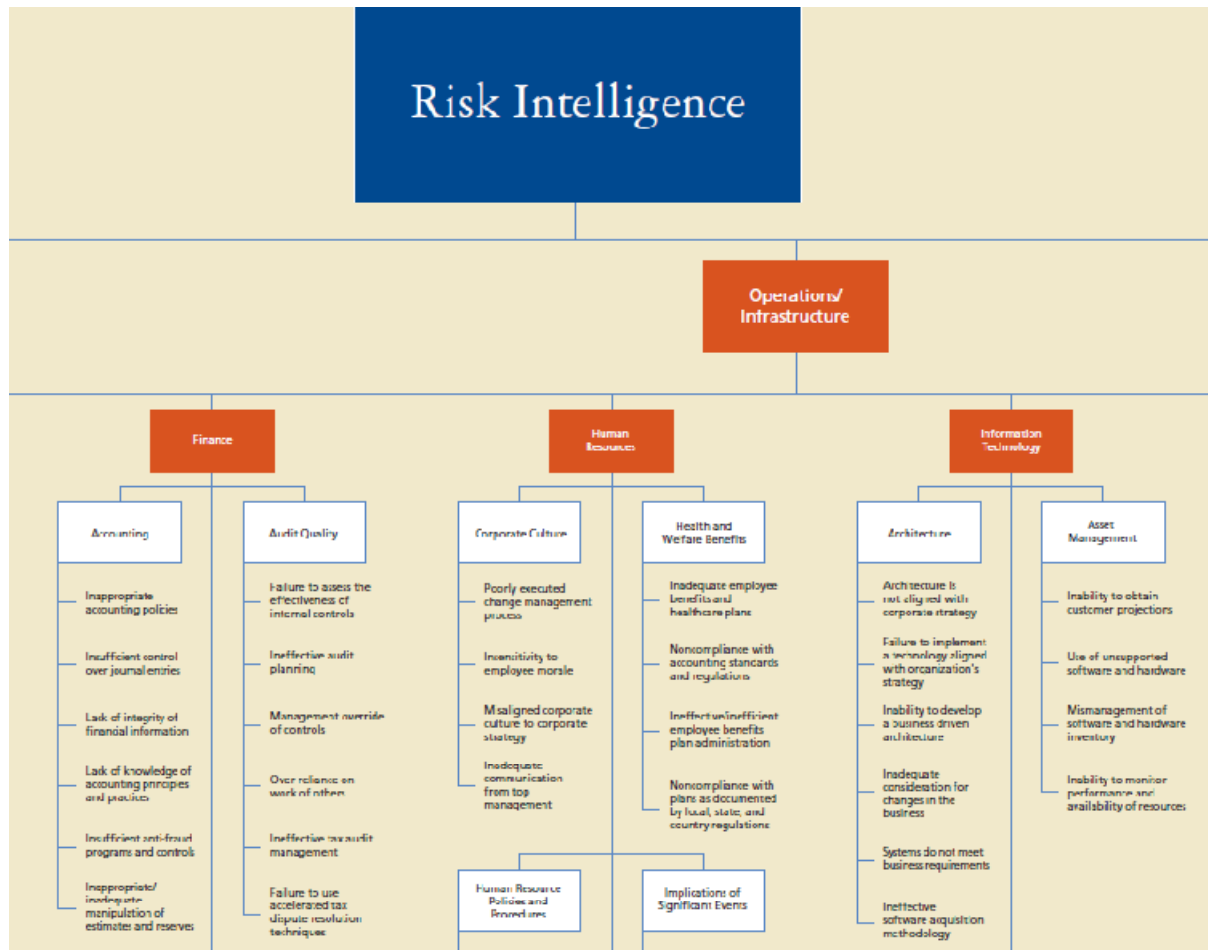 Risk Intelligence
Operations/
Infrastructure
Finance
Human
Resources
Information
Technology
Accounting
Inappropriate
accounting policies
Insufficient control
over journal entries
Lack of integrity of
financial information
Lack of knowledge of
accounting principles
and practices
Insufficient anti-fraud
programs and controls
Inappropriate/
inadequate
manipulation of
estimates and reserves
Audit Quality
Failure to assess the
effectiveness of
internal controls
Ineffective audit
planning
Management override
of controls
Over reliance on
work of others
Ineffective tax audit
management
Failure to use
accelerated tax
dispute resolution
techniques
Corporate Culture
Poorly executed
change management
process
Insensitivity to
employee morale
Misaligned corporate
culture to corporate
strategy
Inadequate
communication
from top
management
Health and
Welfare Benefits
Inadequate employee
benefits and
healthcare plans
Noncompliance with
accounting standards
and regulations
Ineffective/inefficient
employee benefits
plan administration
Noncompliance with
plans as documented
by local, state, and
country regulations
Human Resource
Policies and
Procedures
Implications of
Significant Events
Architecture
Architecture is
not aligned with
corporate strategy
Failure to implement
a technology aligned
with organization's
strategy
Inability to develop
a business driven
architecture
Inadequate
consideration for
changes in the
business
Systems do not meet
business requirements
Ineffective
software acquisition
methodology
Asset
Management
Inability to obtain
customer projections
Use of unsupported
software and hardware
Mismanagement of
software and hardware
inventory
Inability to monitor
performance and
availability of resources